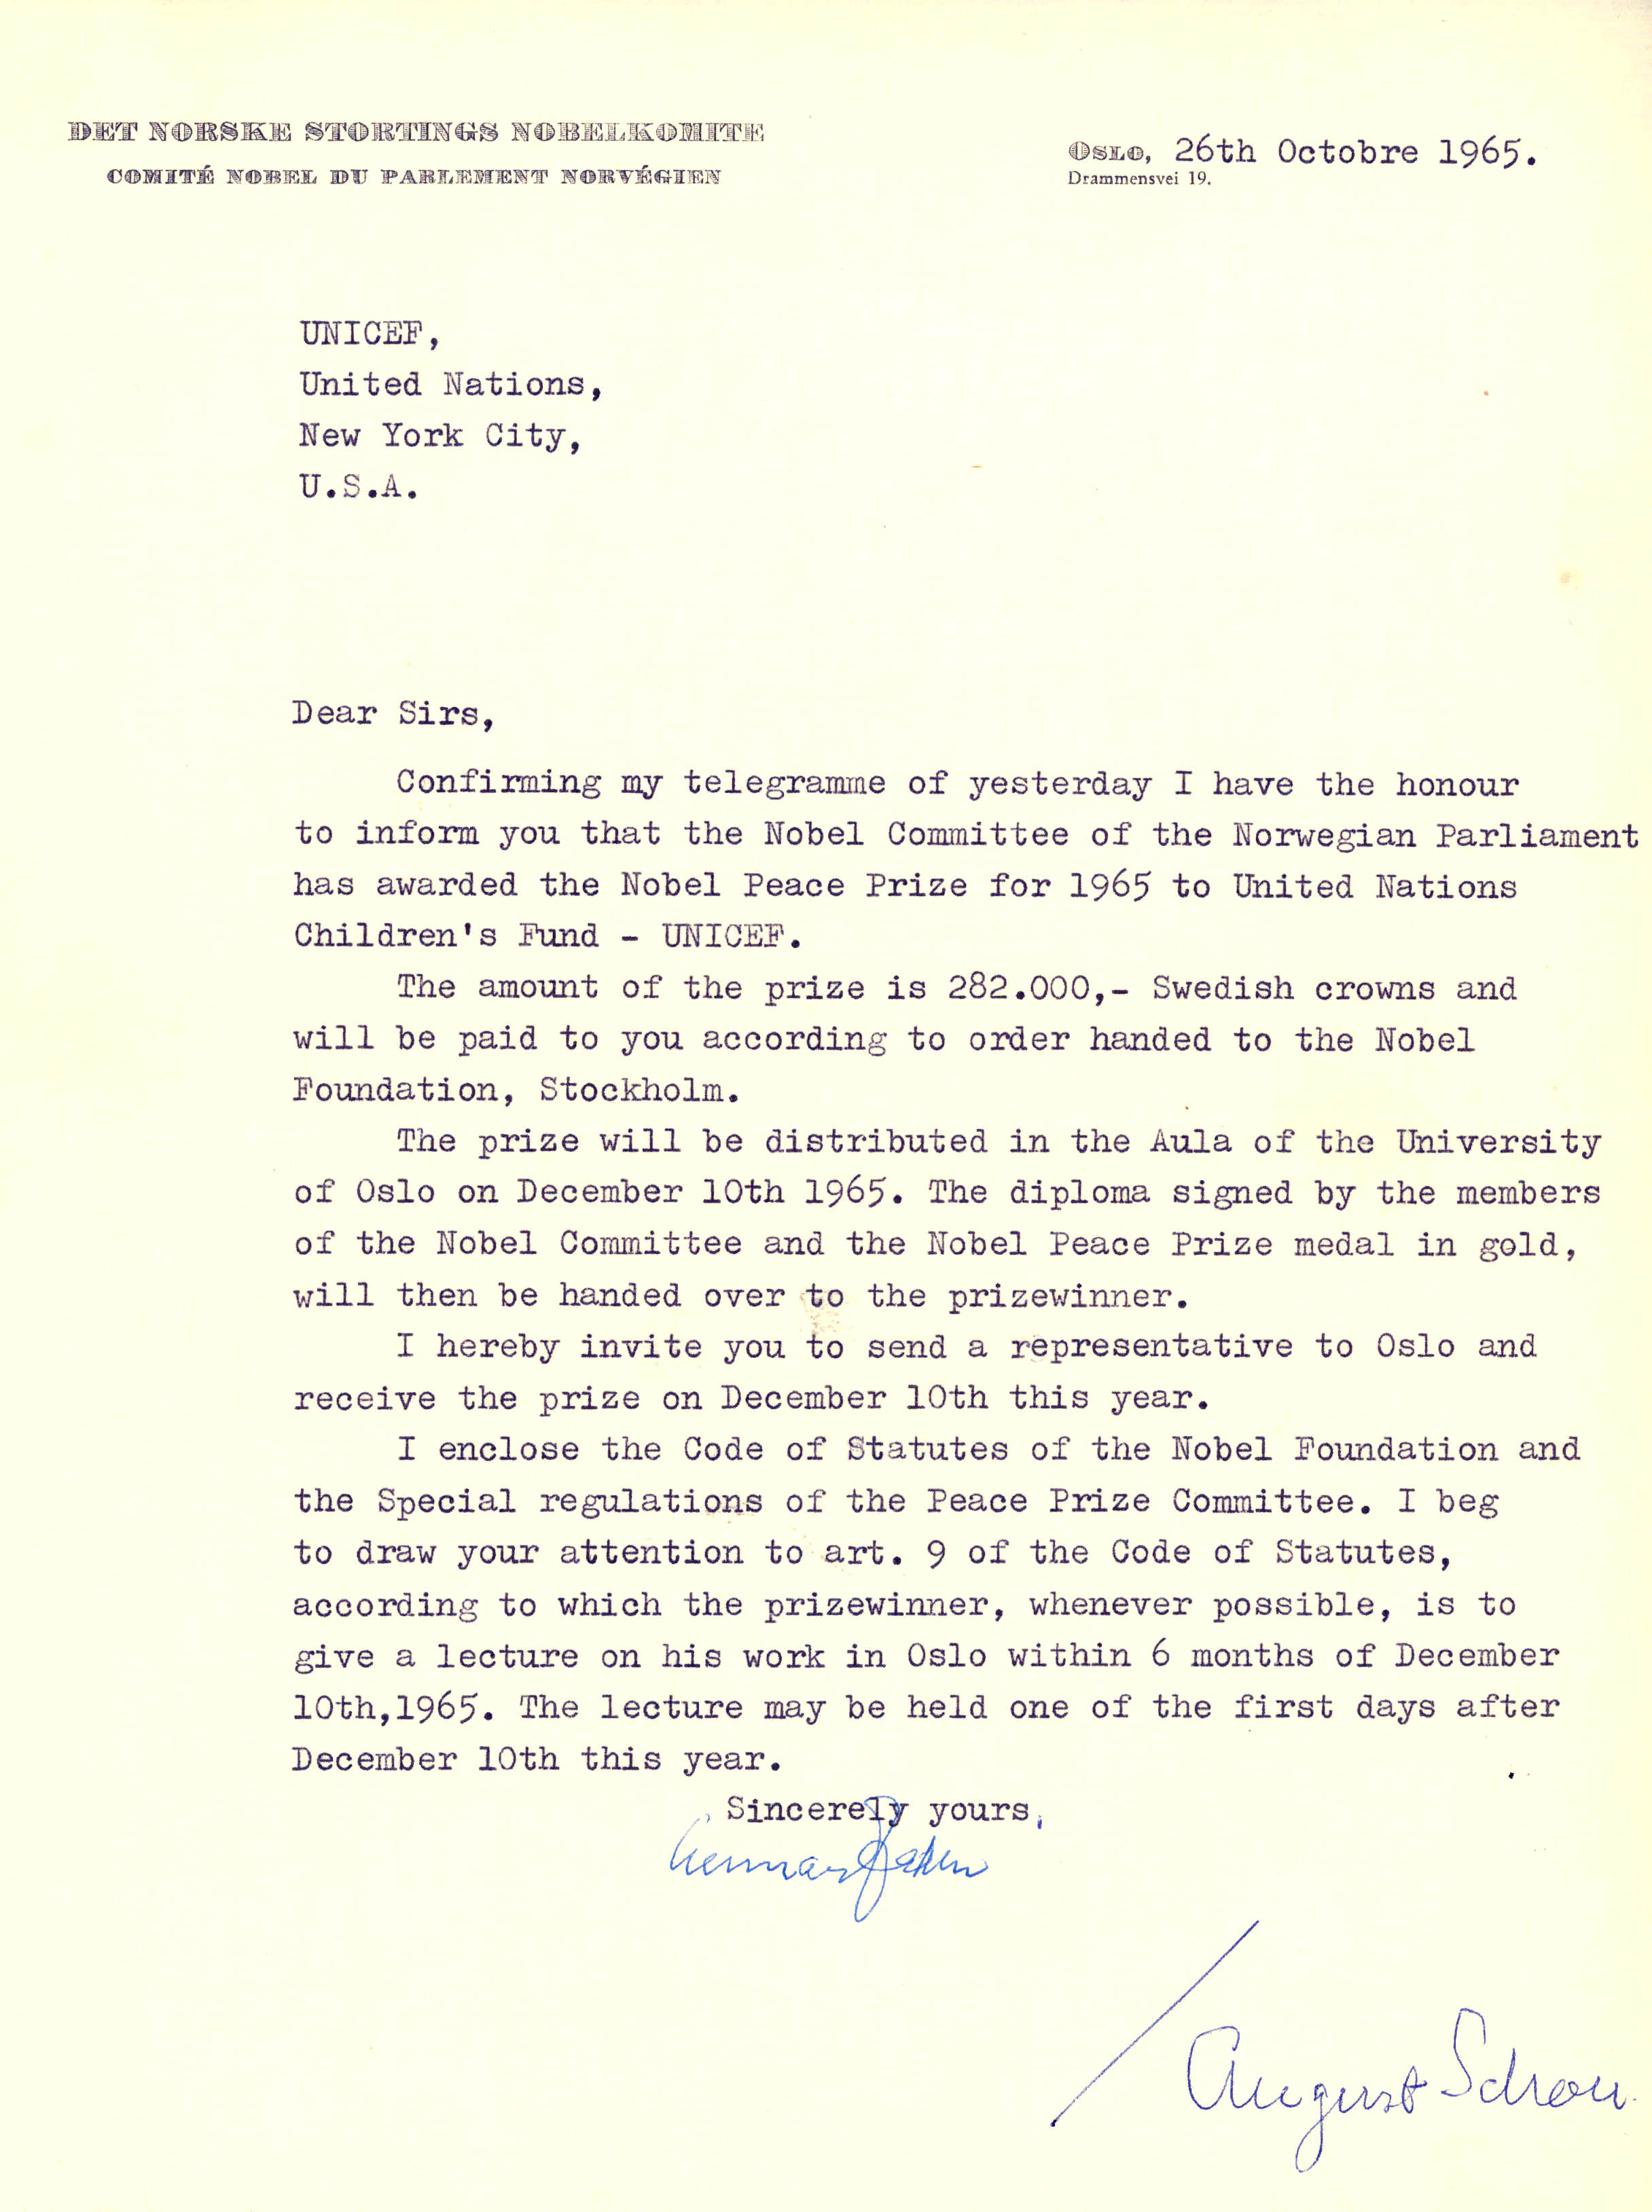 DET NORSKE STORTINGS NOBELKOMITE
COMITÉ NOBEL DU PARLEMENT NORVÉGIEN
OSLO, 26th Octobre 1965.
Drammensvei 19.
UNICEF,
United Nations,
New York City,
U.S.A.
Dear Sirs,
Confirming my telegramme of yesterday I have the honour
to inform you that the Nobel Committee of the Norwegian Parliament
has awarded the Nobel Peace Prize for 1965 to United Nations
Children's Fund - UNICEF.
The amount of the prize is 282.000,- Swedish crowns and
will be paid to you according to order handed to the Nobel
Foundation, Stockholm.
The prize will be distributed in the Aula of the University
of Oslo on December 10th 1965. The diploma signed by the members
of the Nobel Committee and the Nobel Peace Prize medal in gold,
will then be handed over to the prizewinner.
I hereby invite you to send a representative to Oslo and
receive the prize on December 10th this year.
I enclose the Code of Statutes of the Nobel Foundation and
the Special regulations of the Peace Prize Committee. I beg
to draw your attention to art. 9 of the Code of Statutes,
according to which the prizewinner, whenever possible, is to
give a lecture on his work in Oslo within 6 months of December
10th,1965. The lecture may be held one of the first days after
December 10th this year.
Sincerely yours,
Gunnar Jahn
August Schou